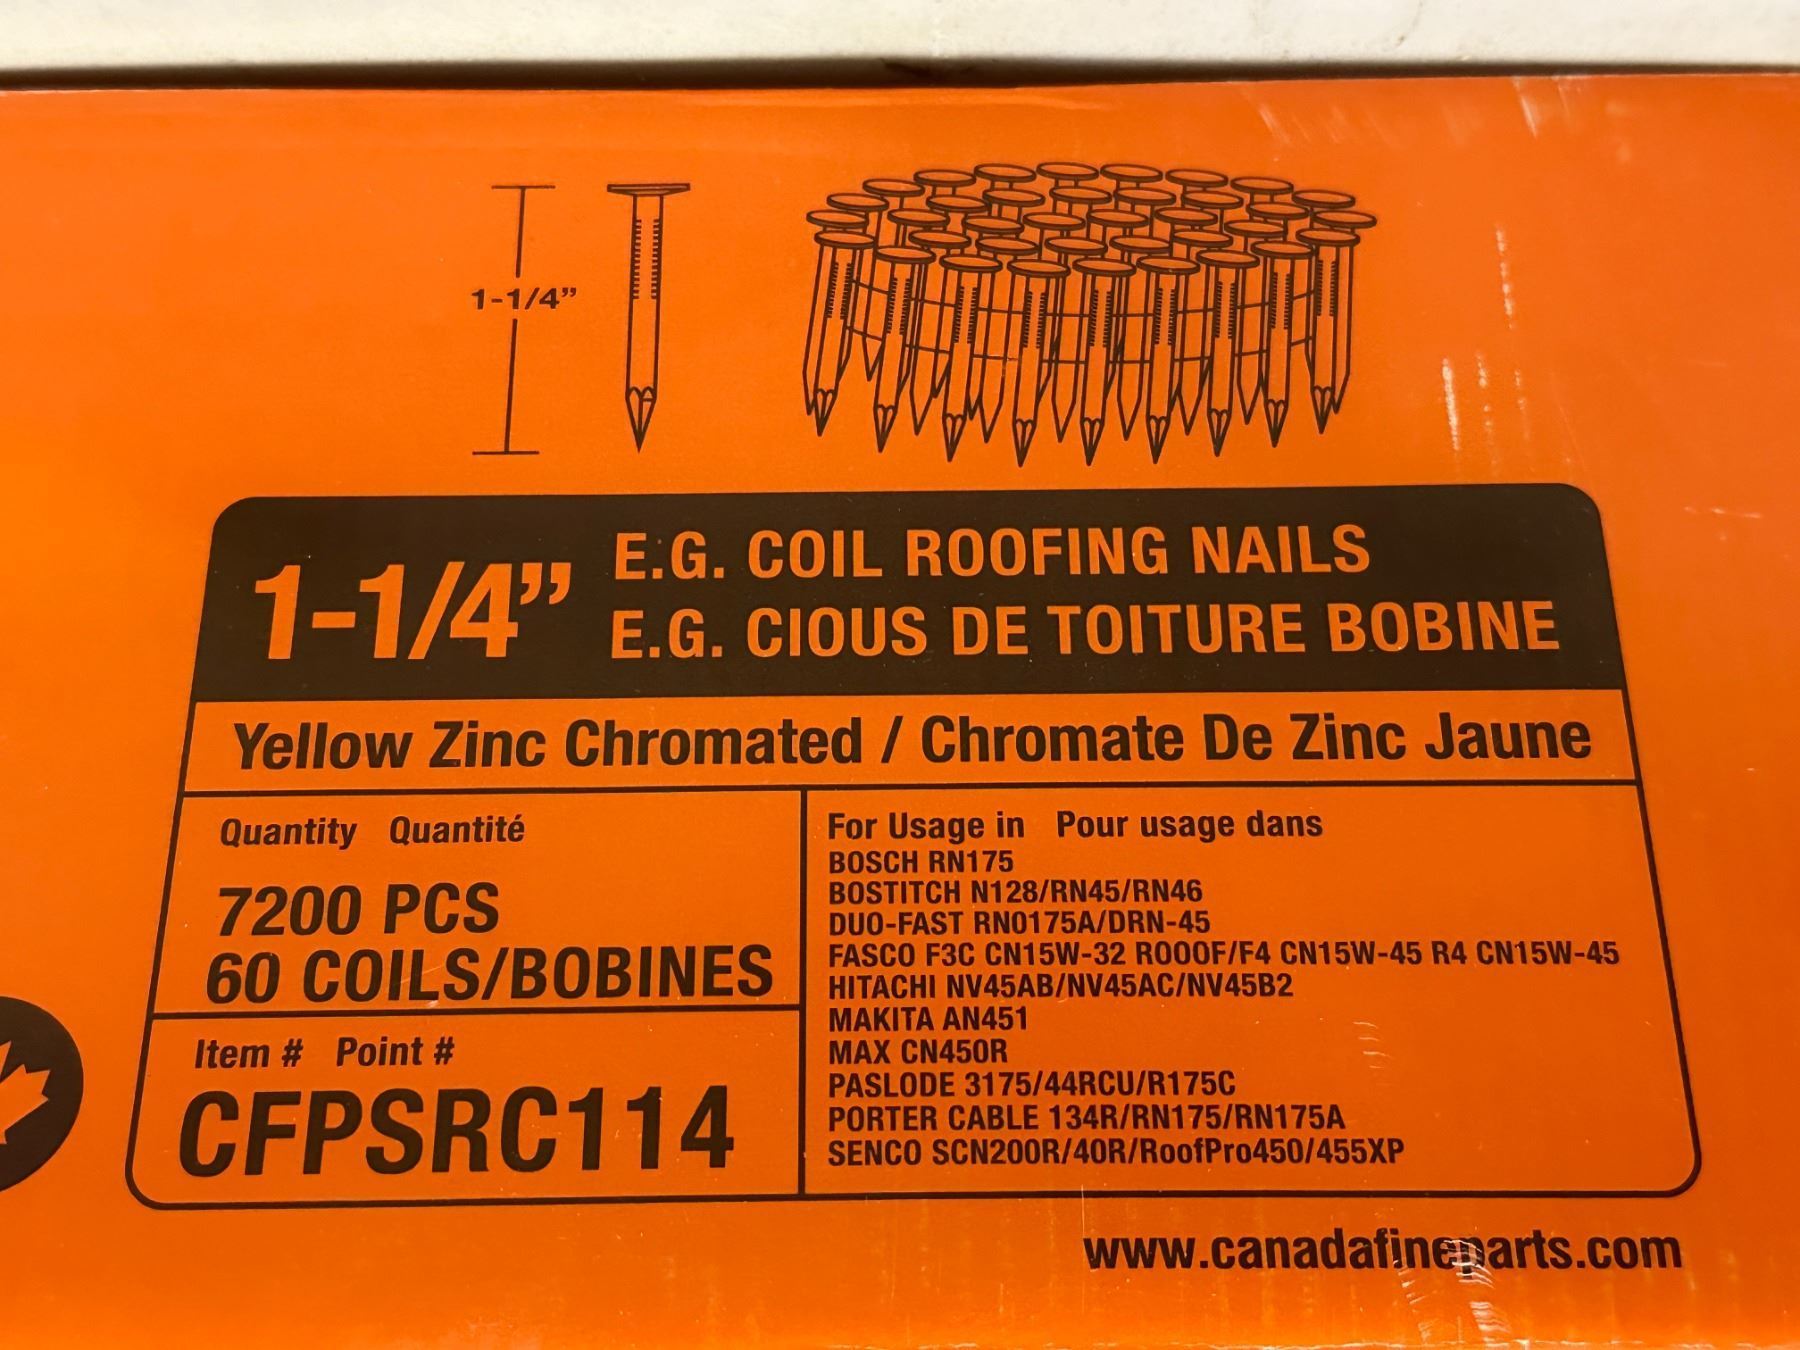 1-1/4”
1-1/4” E.G. COIL ROOFING NAILS
E.G. CIOUS DE TOITURE BOBINE
Yellow Zinc Chromated / Chromate De Zinc Jaune
Quantity Quantité
7200 PCS
60 COILS/BOBINES
Item # Point #
CFPSRC114
For Usage in Pour usage dans
BOSCH RN175
BOSTITCH N128/RN45/RN46
DUO-FAST RN0175A/DRN-45
FASCO F3C CN15W-32 ROOOF/F4 CN15W-45 R4 CN15W-45
HITACHI NV45AB/NV45AC/NV45B2
MAKITA AN451
MAX CN450R
PASLODE 3175/44RCU/R175C
PORTER CABLE 134R/RN175/RN175A
SENCO SCN200R/40R/RoofPro450/455XP
www.canadafineparts.com